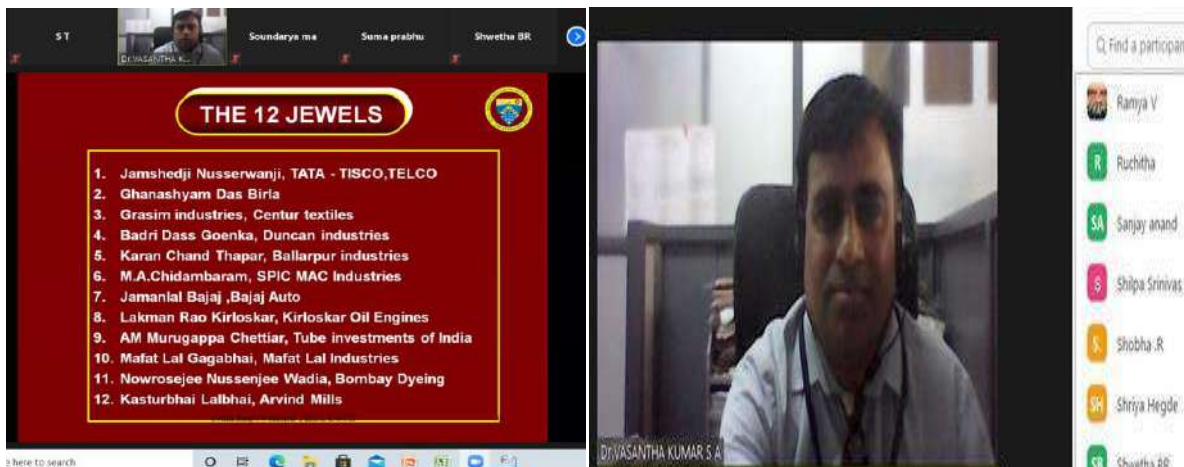 S T
Dr.VASANTHA K...
Soundarya ma
Suma prabhu
Shwetha BR
THE 12 JEWELS
1. Jamshedji Nusserwanji, TATA - TISCO,TELCO
2. Ghanashyam Das Birla
3. Grasim industries, Centur textiles
4. Badri Dass Goenka, Duncan industries
5. Karan Chand Thapar, Ballarpur industries
6. M.A.Chidambaram, SPIC MAC Industries
7. Jamanlal Bajaj ,Bajaj Auto
8. Lakman Rao Kirloskar, Kirloskar Oil Engines
9. AM Murugappa Chettiar, Tube investments of India
10. Mafat Lal Gagabhai, Mafat Lal Industries
11. Nowrosejee Nussenjee Wadia, Bombay Dyeing
12. Kasturbhai Lalbhai, Arvind Mills
e here to search
Dr.VASANTHA KUMAR S A
Find a participan
Ramya V
R Ruchitha
SA Sanjay anand
S Shilpa Srinivas
S. Shobha .R
SH Shriya Hegde
SB Shwetha BR